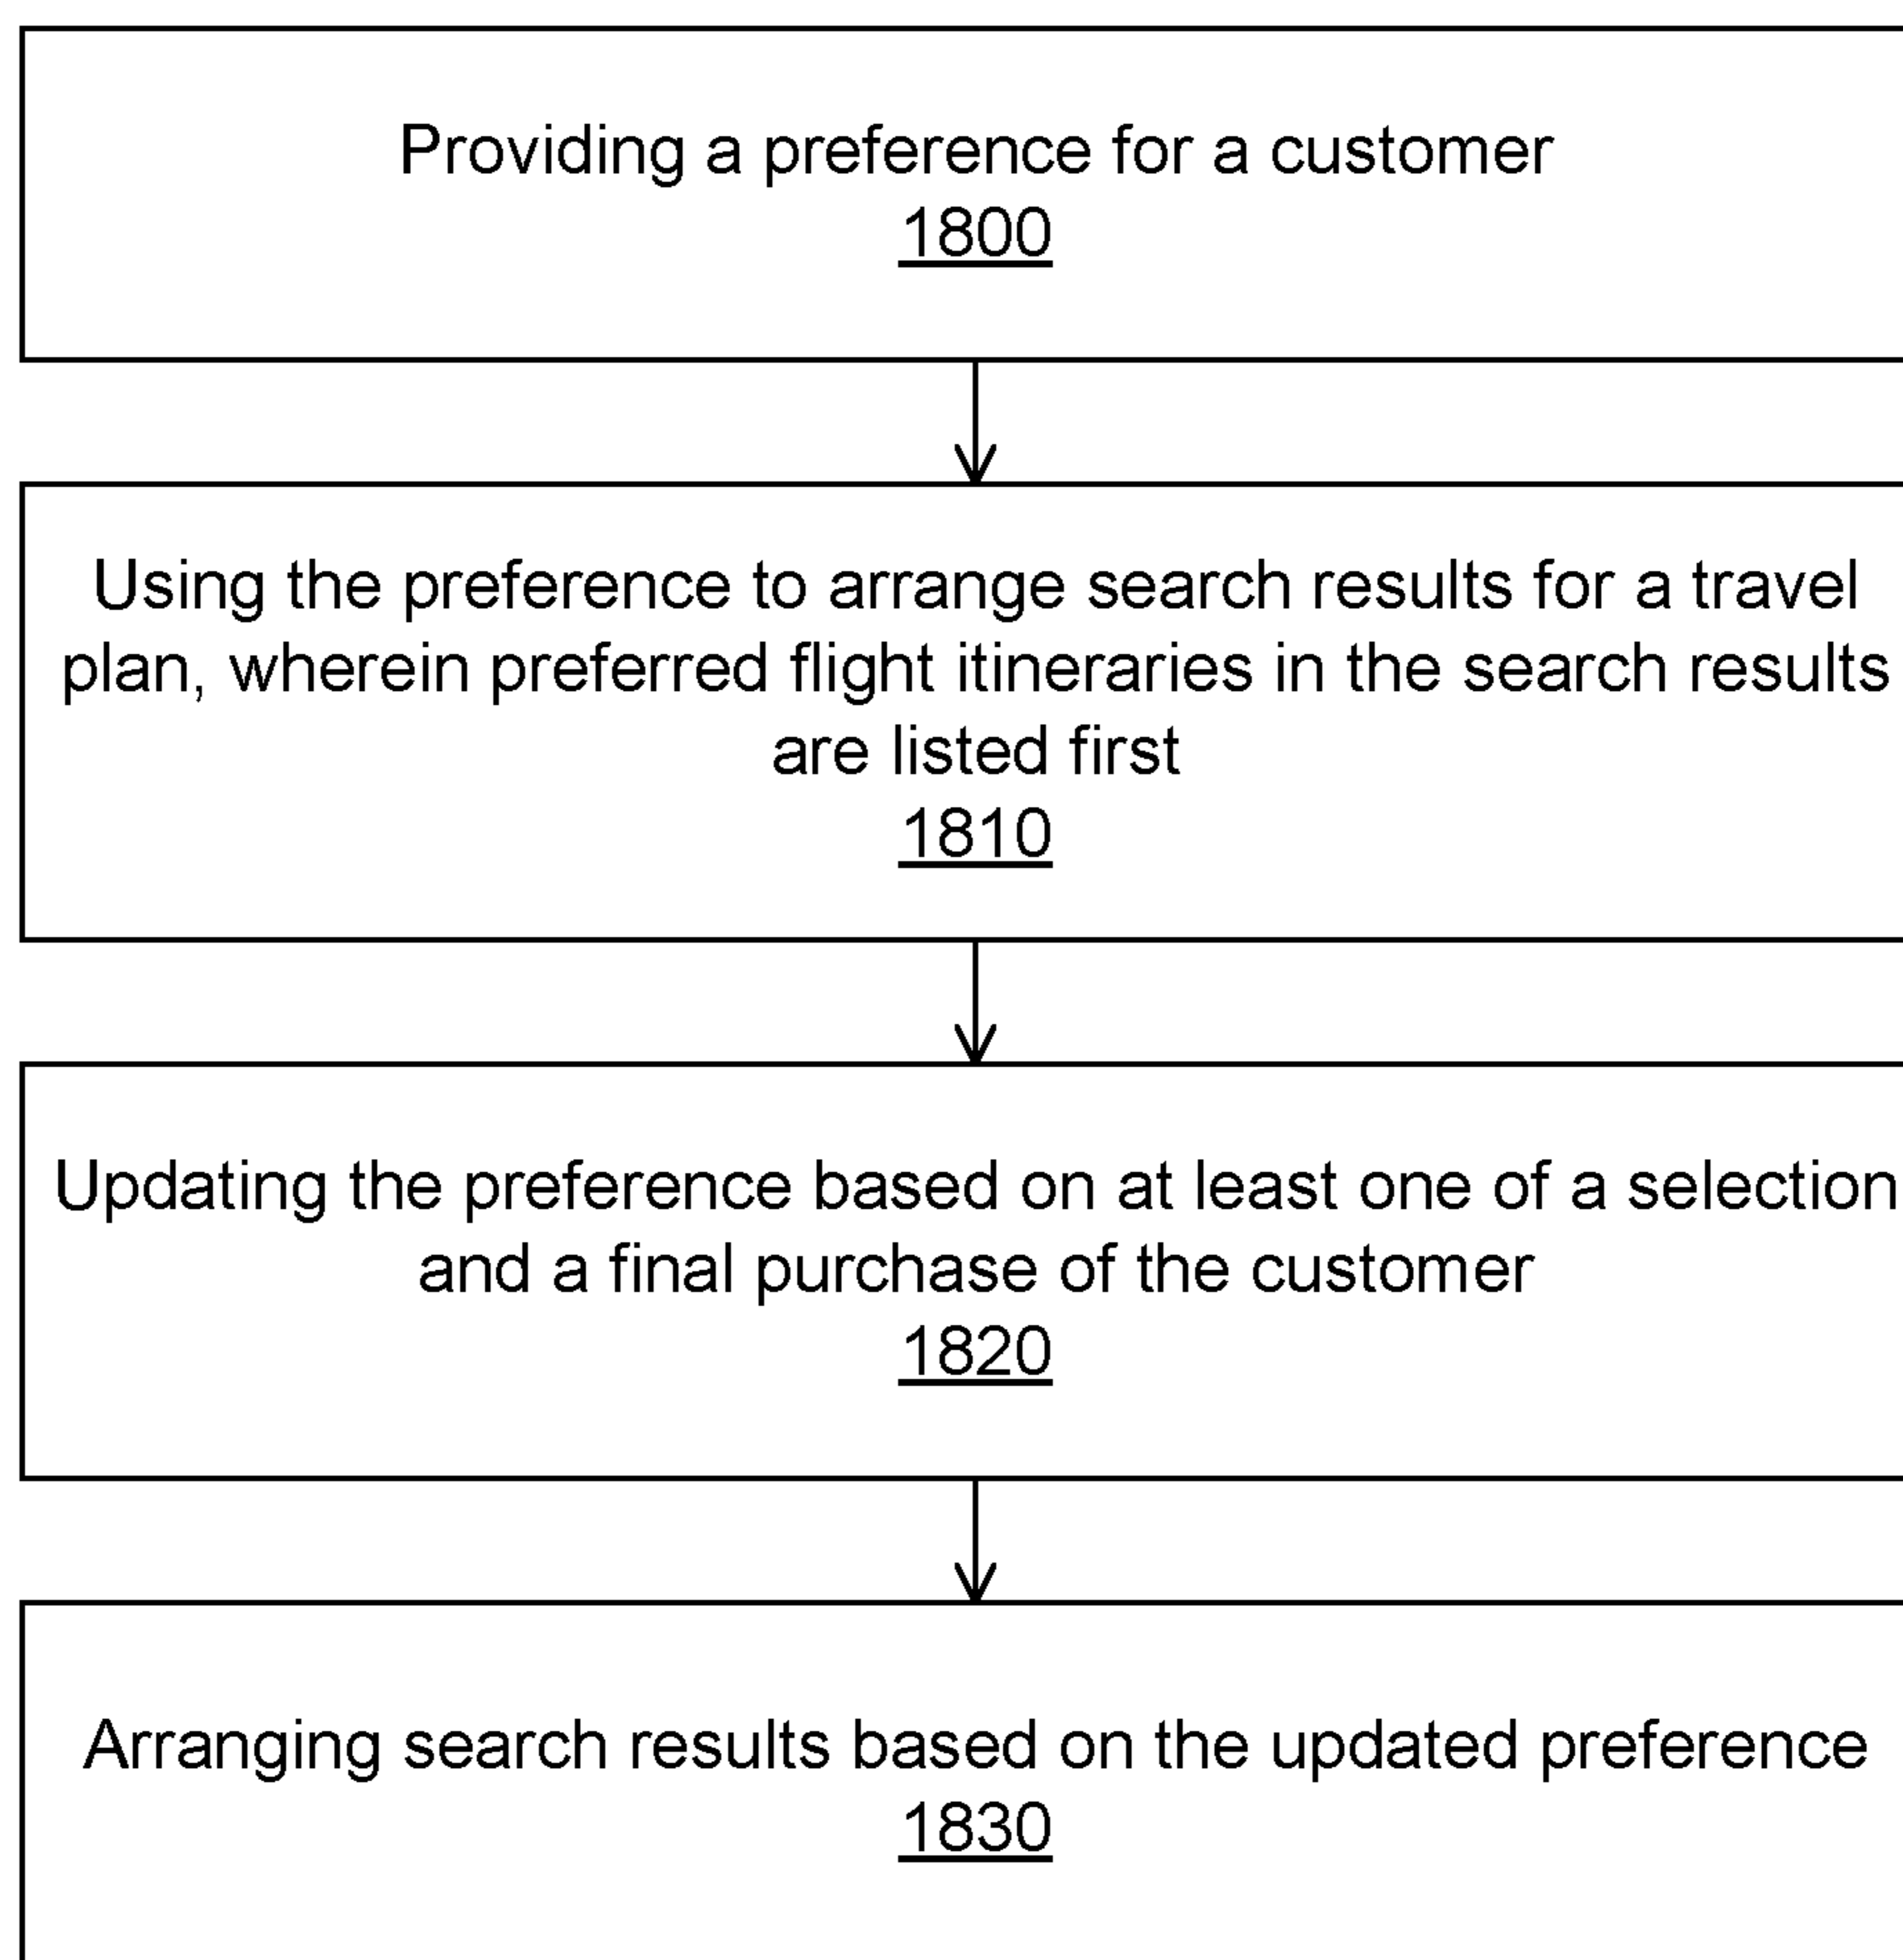 Providing a preference for a customer
1800
Using the preference to arrange search results for a travel
plan, wherein preferred flight itineraries in the search results
are listed first
1810
Updating the preference based on at least one of a selection
and a final purchase of the customer
1820
Arranging search results based on the updated preference
1830